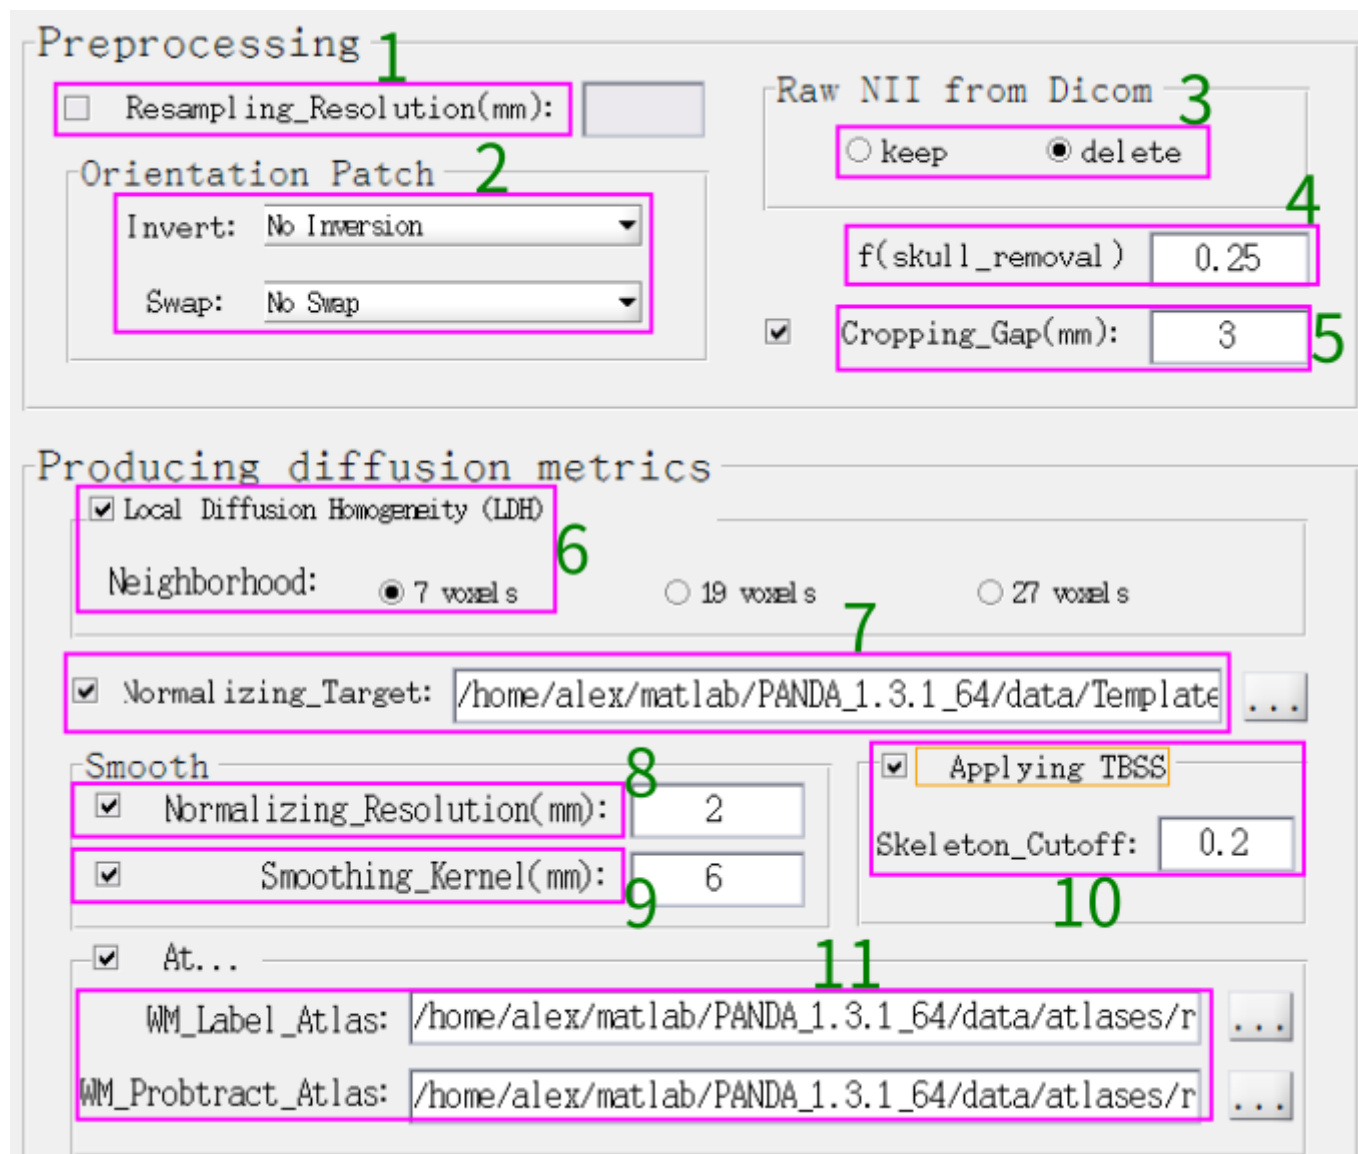 Preprocessing
1
Resampling_Resolution(mm):
2
Orientation Patch
Invert: No Inversion
Swap: No Swap
Raw NII from Dicom
3
keep delete
4
f(skull_removal) 0.25
Cropping_Gap(mm): 3
5
Producing diffusion metrics
Local Diffusion Homogeneity (LDH)
6
Neighborhood: 7 voxels 19 voxels 27 voxels
7
Normalizing_Target: /home/alex/matlab/PANDA_1.3.1_64/data/Template ...
Smooth
8
Normalizing_Resolution(mm): 2
Smoothing_Kernel(mm): 6
9
Applying TBSS
Skeleton_Cutoff: 0.2
10
At...
11
WM_Label_Atlas: /home/alex/matlab/PANDA_1.3.1_64/data/atlases/r ...
WM_Probtract_Atlas: /home/alex/matlab/PANDA_1.3.1_64/data/atlases/r ...